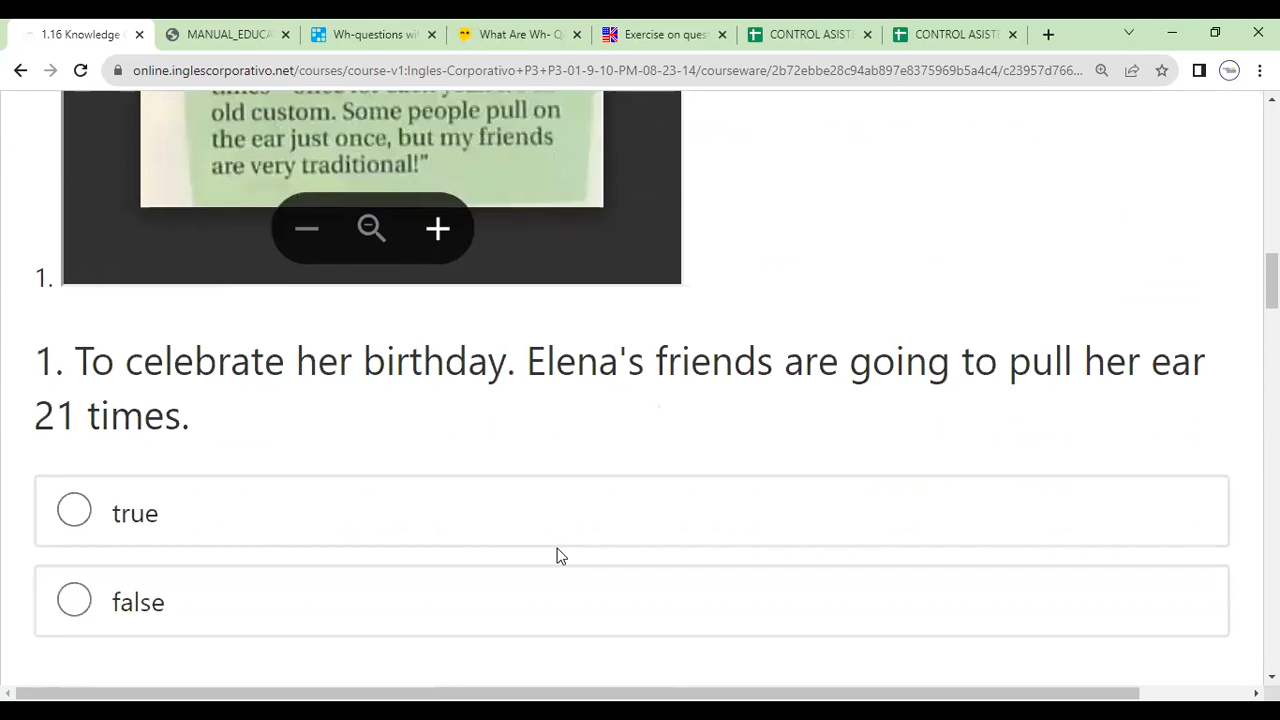 1.16 Knowledge
MANUAL_EDUCA
Wh-questions wi
What Are Wh- Q
Exercise on ques
CONTROL ASIST
CONTROL ASIST
online.inglescorporativo.net/courses/course-v1:Ingles-Corporativo+P3+P3-01-9-10-PM-08-23-14/courseware/2b72ebbe28c94ab897e8375969b5a4c4/c23957d766...
old custom. Some people pull on
the ear just once, but my friends
are very traditional!"
1.
1. To celebrate her birthday. Elena's friends are going to pull her ear
21 times.
true
false